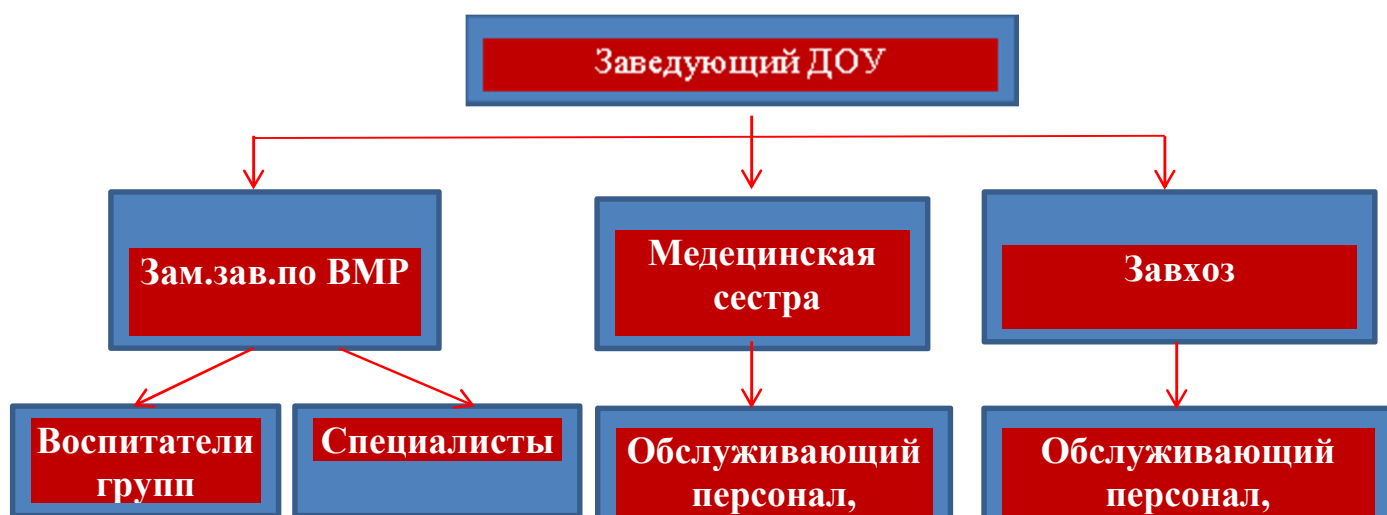 Заведующий ДОУ
Зам.зав.по ВМР
Медецинская
сестра
Завхоз
Воспитатели
групп
Специалисты
Обслуживающий
персонал,
Обслуживающий
персонал,